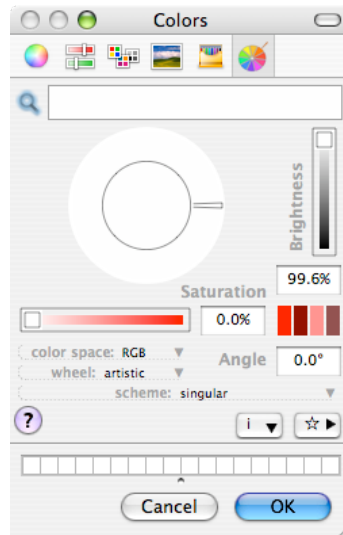 Colors
Brightness
99.6%
Saturation
0.0%
color space: RGB
Angle 0.0°
wheel: artistic
scheme: singular
?
i
Cancel OK